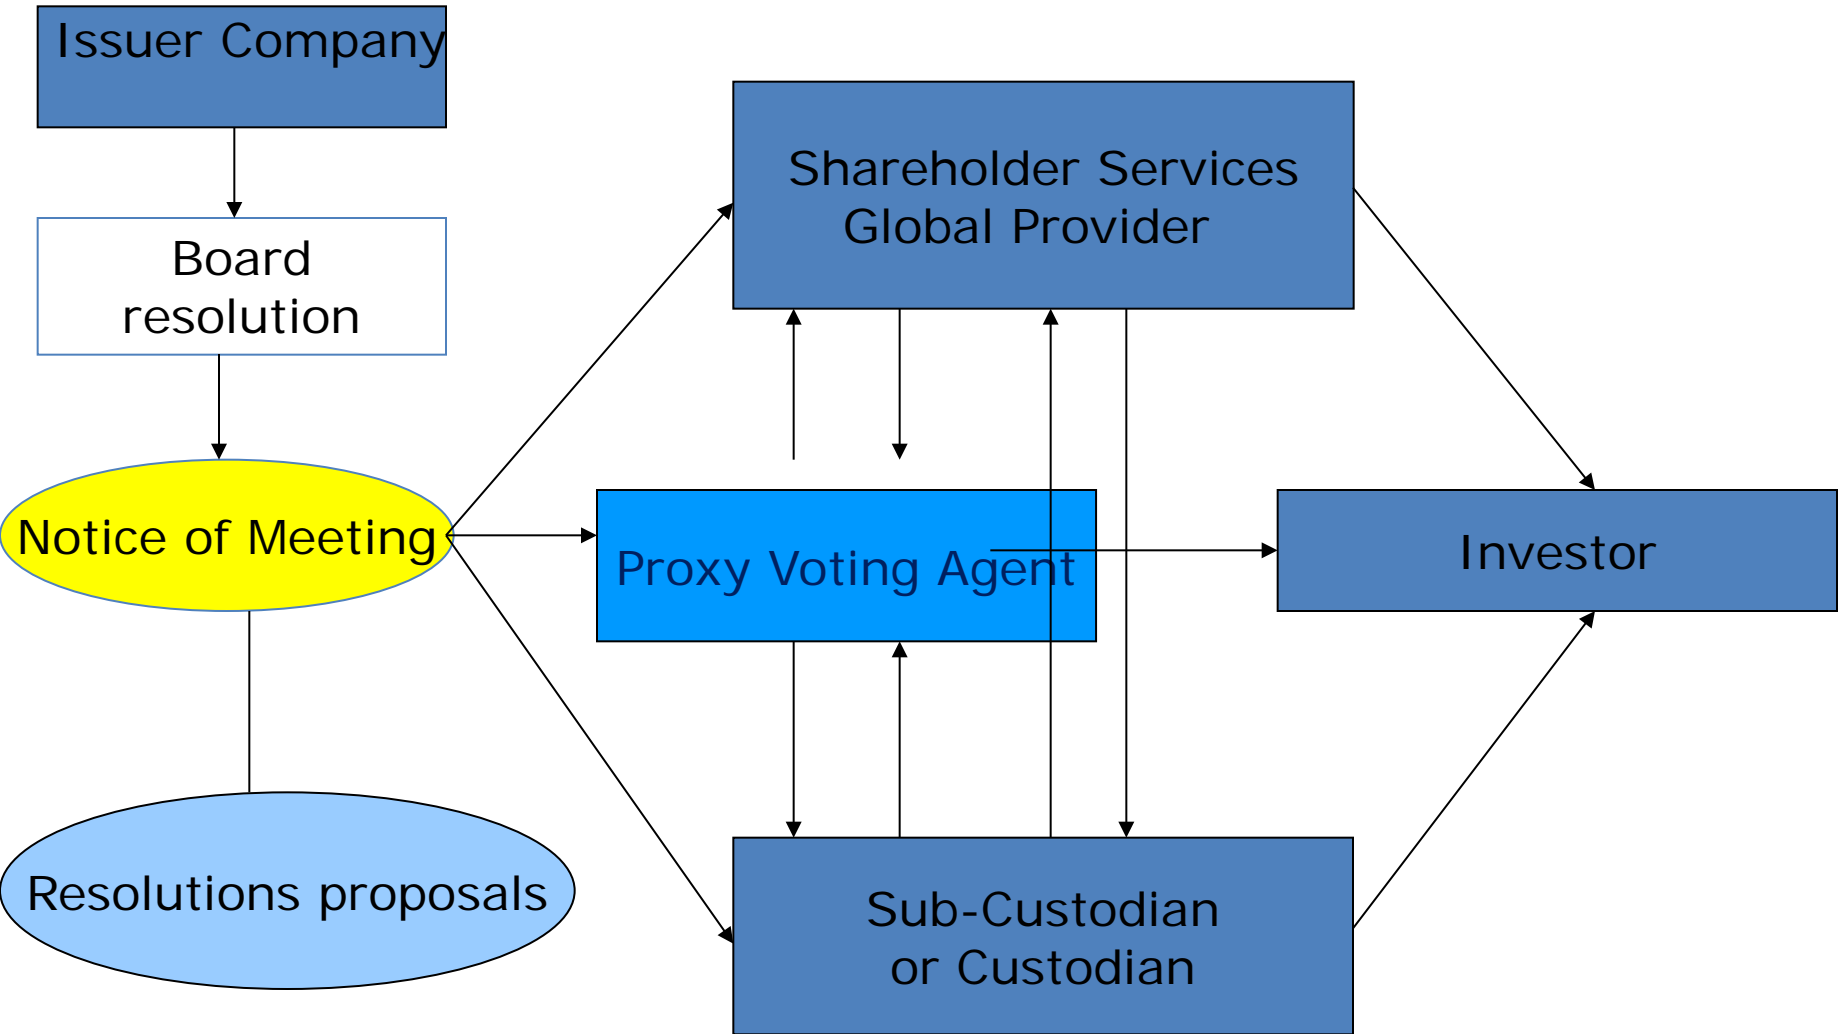 Issuer Company
Shareholder Services
Global Provider
Board
resolution
Notice of Meeting
Proxy Voting Agent
Investor
Resolutions proposals
Sub-Custodian
or Custodian